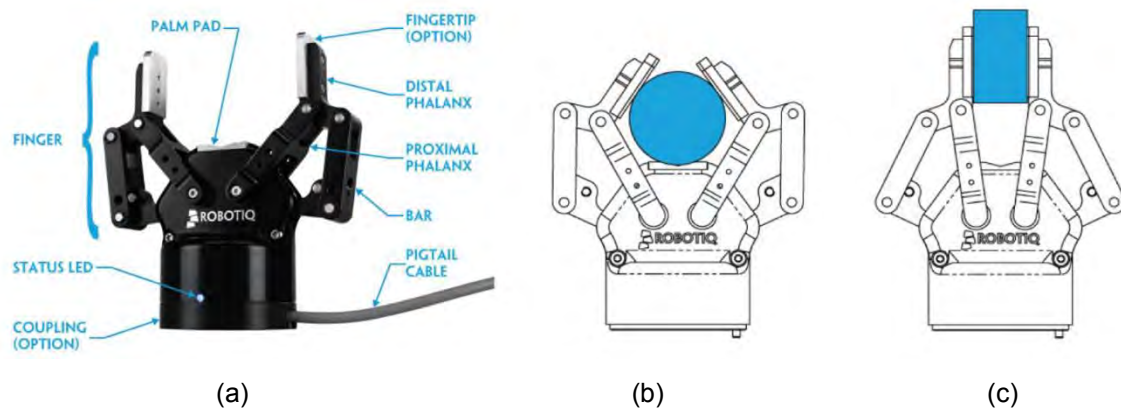 PALM PAD
FINGERTIP
(OPTION)
DISTAL
PHALANX
FINGER
PROXIMAL
PHALANX
ROBOTIQ
BAR
STATUS LED
PIGTAIL
CABLE
COUPLING
(OPTION)
ROBOTIQ
ROBOTIQ
(a)
(b)
(c)